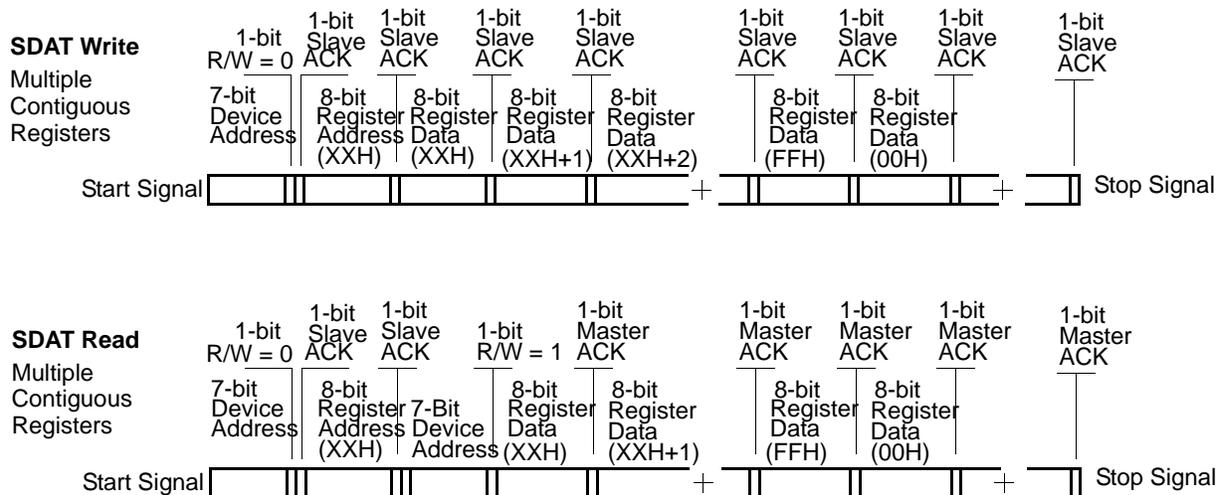 SDAT Write
Multiple
Contiguous
Registers
1-bit
R/W = 0
1-bit
Slave
ACK
1-bit
Slave
ACK
1-bit
Slave
ACK
1-bit
Slave
ACK
1-bit
Slave
ACK
1-bit
Slave
ACK
1-bit
Slave
ACK
1-bit
Slave
ACK
7-bit
Device
Address
8-bit
Register
Address
(XXH)
8-bit
Register
Data
(XXH)
8-bit
Register
Data
(XXH+1)
8-bit
Register
Data
(XXH+2)
8-bit
Register
Data
(FFH)
8-bit
Register
Data
(00H)
Start Signal
+
+
Stop Signal
SDAT Read
Multiple
Contiguous
Registers
1-bit
R/W = 0
1-bit
Slave
ACK
1-bit
Slave
ACK
1-bit
R/W = 1
1-bit
Master
ACK
1-bit
Master
ACK
1-bit
Master
ACK
1-bit
Master
ACK
1-bit
Master
ACK
7-bit
Device
Address
8-bit
Register
Address
(XXH)
7-Bit
Device
Address
8-bit
Register
Data
(XXH)
8-bit
Register
Data
(XXH+1)
8-bit
Register
Data
(FFH)
8-bit
Register
Data
(00H)
Start Signal
+
+
Stop Signal